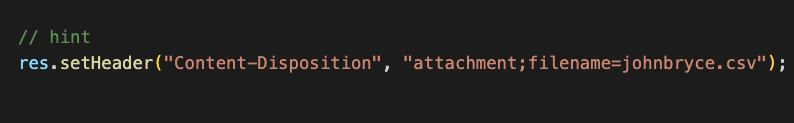 // hint
res.setHeader("Content-Disposition", "attachment;filename=johnbryce.csv");